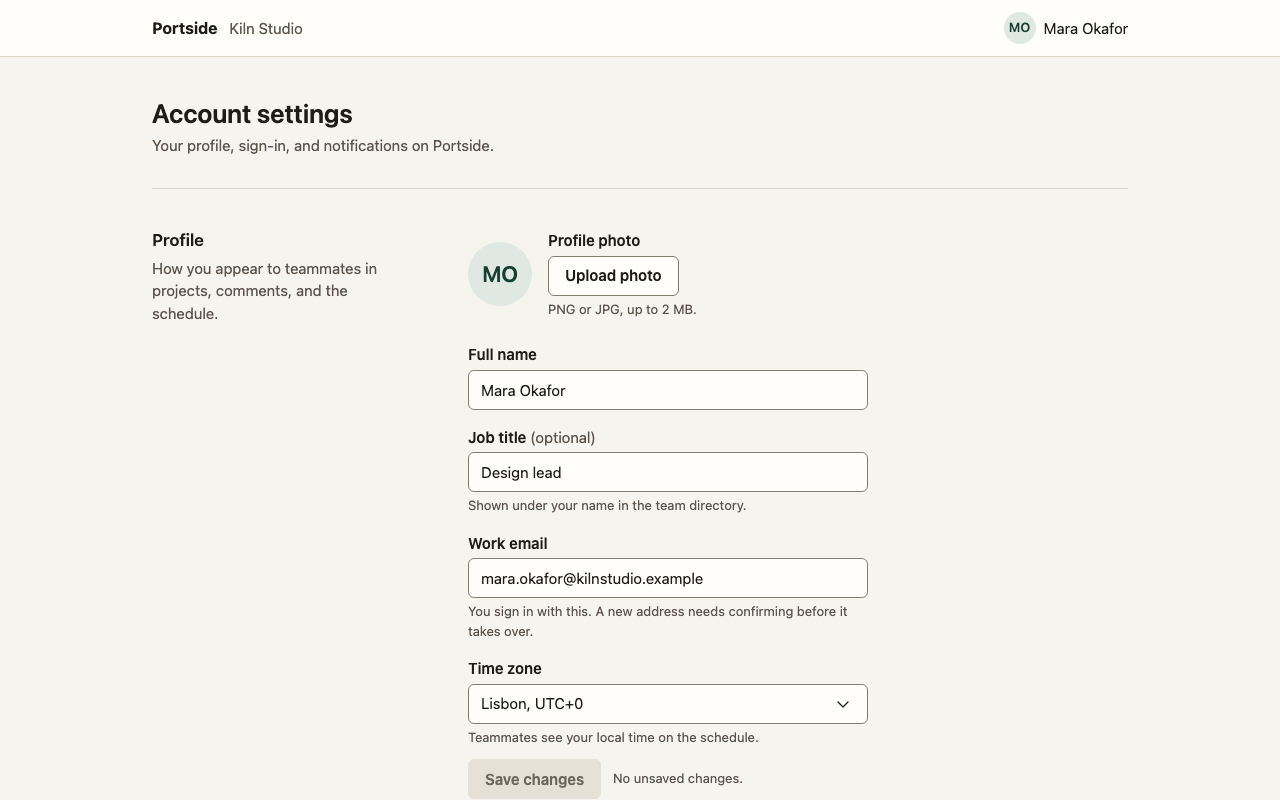 Portside Kiln Studio
MO Mara Okafor
Account settings
Your profile, sign-in, and notifications on Portside.
Profile
How you appear to teammates in
projects, comments, and the
schedule.
MO
Profile photo
Upload photo
PNG or JPG, up to 2 MB.
Full name
Mara Okafor
Job title (optional)
Design lead
Shown under your name in the team directory.
Work email
mara.okafor@kilnstudio.example
You sign in with this. A new address needs confirming before it
takes over.
Time zone
Lisbon, UTC+0
Teammates see your local time on the schedule.
Save changes
No unsaved changes.